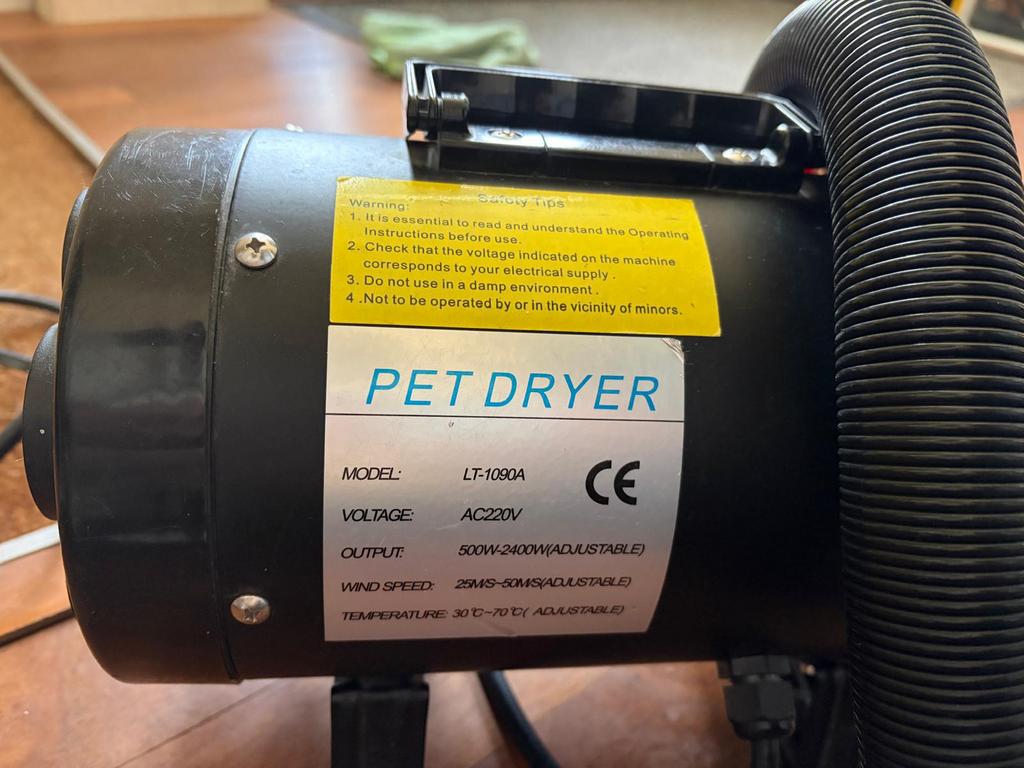 Safety Tips
Warning:
1. It is essential to read and understand the Operating
Instructions before use.
2. Check that the voltage indicated on the machine
corresponds to your electrical supply .
3. Do not use in a damp environment .
4 .Not to be operated by or in the vicinity of minors.
PET DRYER
MODEL: LT-1090A
CE
VOLTAGE: AC220V
OUTPUT: 500W-2400W(ADJUSTABLE)
WIND SPEED: 25M/S~50M/S(ADJUSTABLE)
TEMPERATURE: 30℃~70℃( ADJUSTABLE)